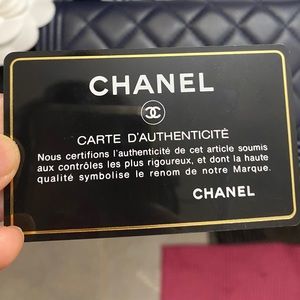 CHANEL
CARTE D'AUTHENTICITÉ
Nous certifions l'authenticité de cet article soumis
aux contrôles les plus rigoureux, et dont la haute
qualité symbolise le renom de notre Marque.
CHANEL